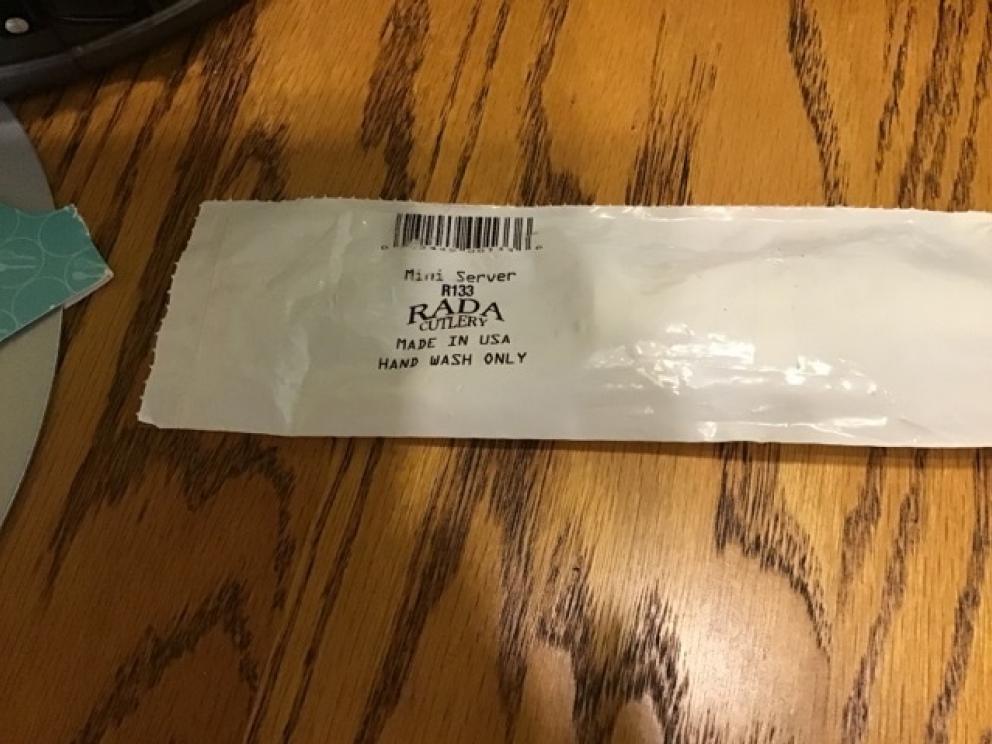 Mini Server
R133
RADA
CUTLERY
MADE IN USA
HAND WASH ONLY